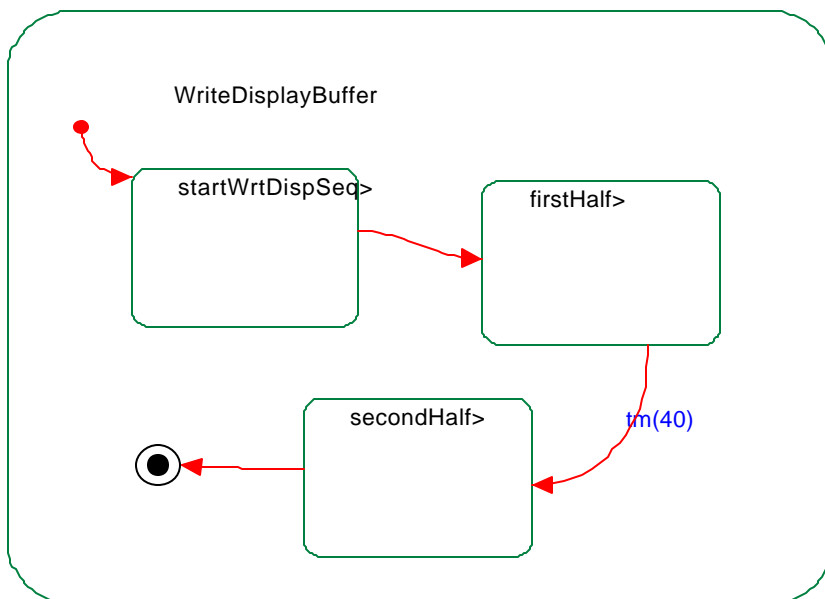 WriteDisplayBuffer
startWrtDispSeq>
firstHalf>
tm(40)
secondHalf>